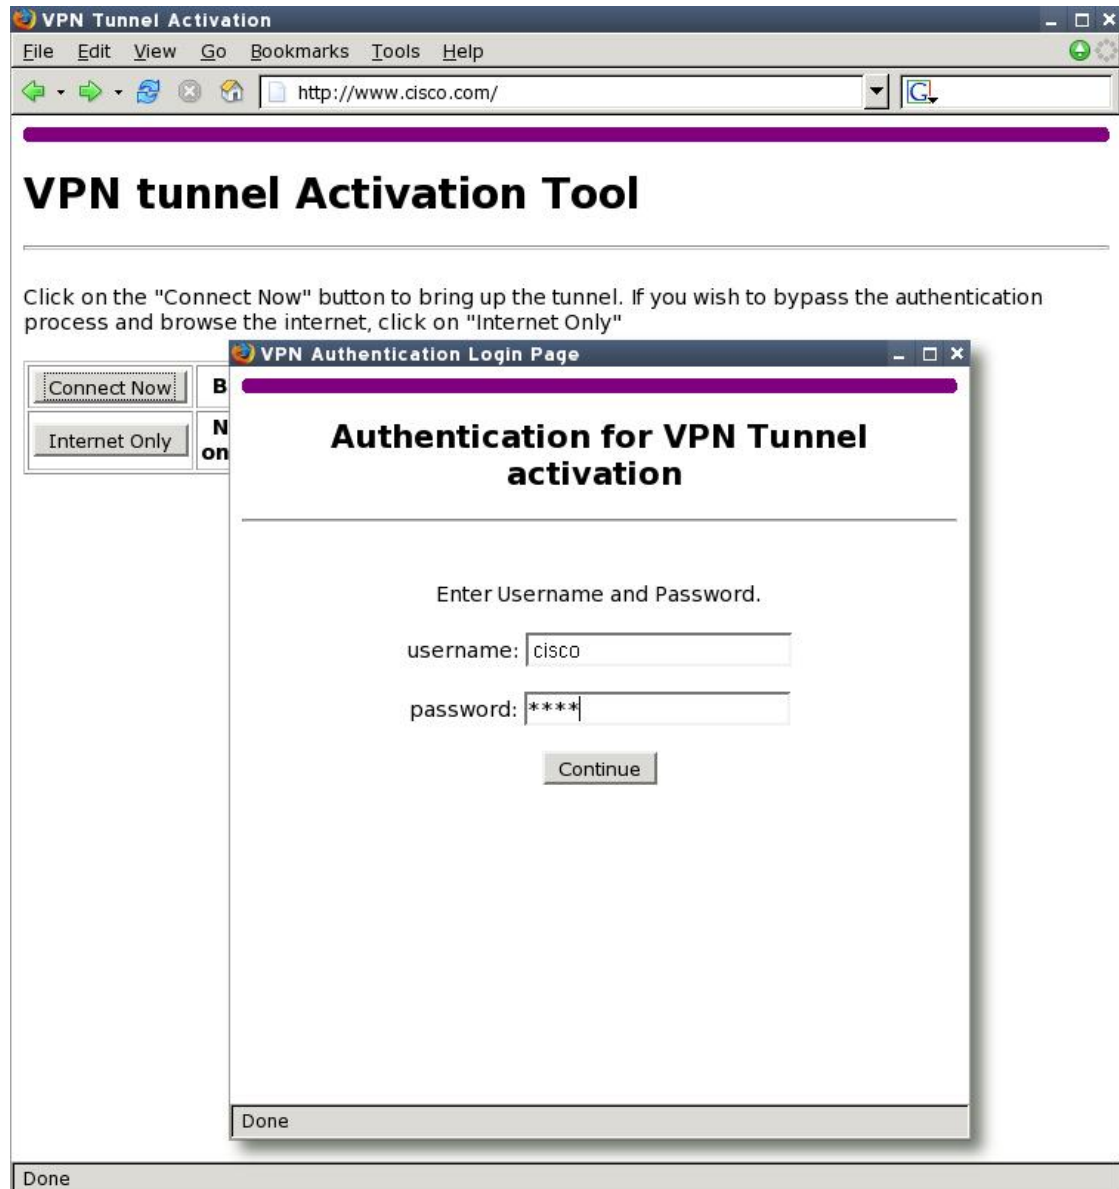 VPN Tunnel Activation
File Edit View Go Bookmarks Tools Help
http://www.cisco.com/
G
VPN tunnel Activation Tool
Click on the "Connect Now" button to bring up the tunnel. If you wish to bypass the authentication
process and browse the internet, click on "Internet Only"
Connect Now
Internet Only
on
VPN Authentication Login Page
Authentication for VPN Tunnel
activation
Enter Username and Password.
username: cisco
password: ****
Continue
Done
Done